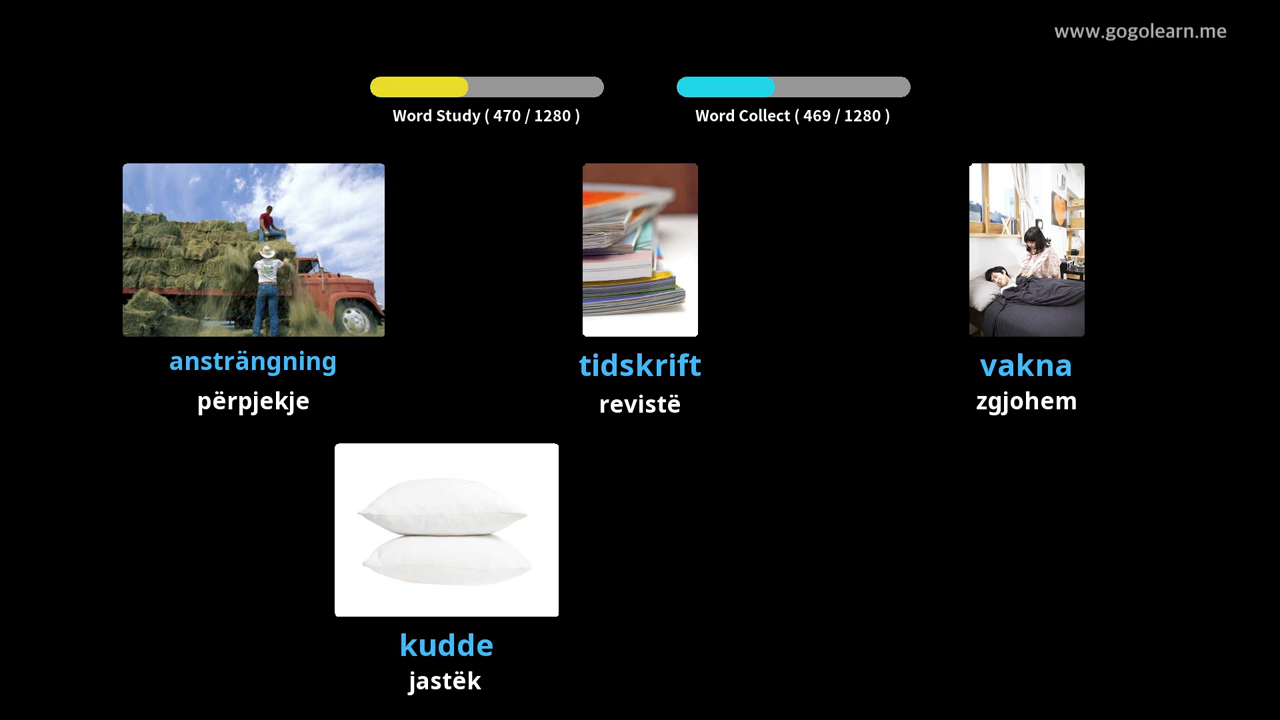 www.gogolearn.me
Word Study ( 470 / 1280 )
Word Collect ( 469 / 1280 )
ansträngning
përpjekje
tidskrift
revistë
vakna
zgjohem
kudde
jastëk